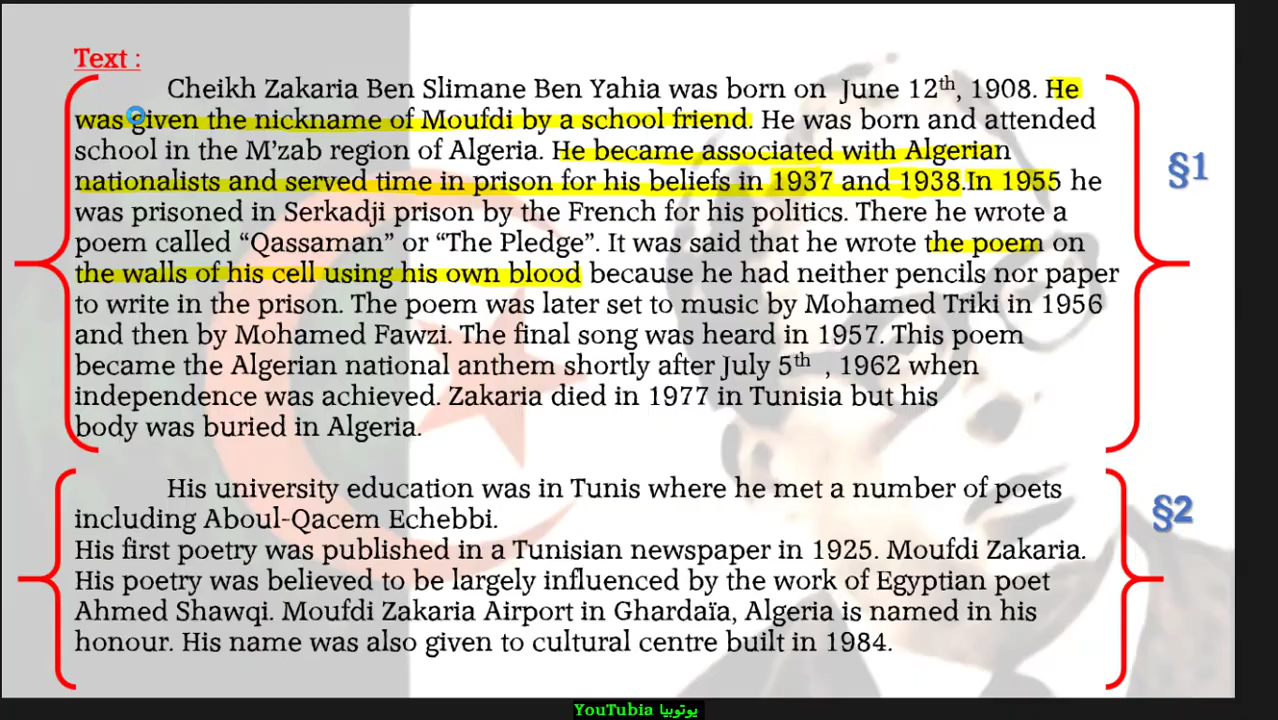 Text :
Cheikh Zakaria Ben Slimane Ben Yahia was born on June 12th, 1908. He
was given the nickname of Moufdi by a school friend. He was born and attended
school in the M’zab region of Algeria. He became associated with Algerian
nationalists and served time in prison for his beliefs in 1937 and 1938.In 1955 he
was prisoned in Serkadji prison by the French for his politics. There he wrote a
poem called “Qassaman” or “The Pledge”. It was said that he wrote the poem on
the walls of his cell using his own blood because he had neither pencils nor paper
to write in the prison. The poem was later set to music by Mohamed Triki in 1956
and then by Mohamed Fawzi. The final song was heard in 1957. This poem
became the Algerian national anthem shortly after July 5th , 1962 when
independence was achieved. Zakaria died in 1977 in Tunisia but his
body was buried in Algeria.
§1
His university education was in Tunis where he met a number of poets
including Aboul-Qacem Echebbi.
His first poetry was published in a Tunisian newspaper in 1925. Moufdi Zakaria.
His poetry was believed to be largely influenced by the work of Egyptian poet
Ahmed Shawqi. Moufdi Zakaria Airport in Ghardaïa, Algeria is named in his
honour. His name was also given to cultural centre built in 1984.
§2
YouTubia يوتوبيا